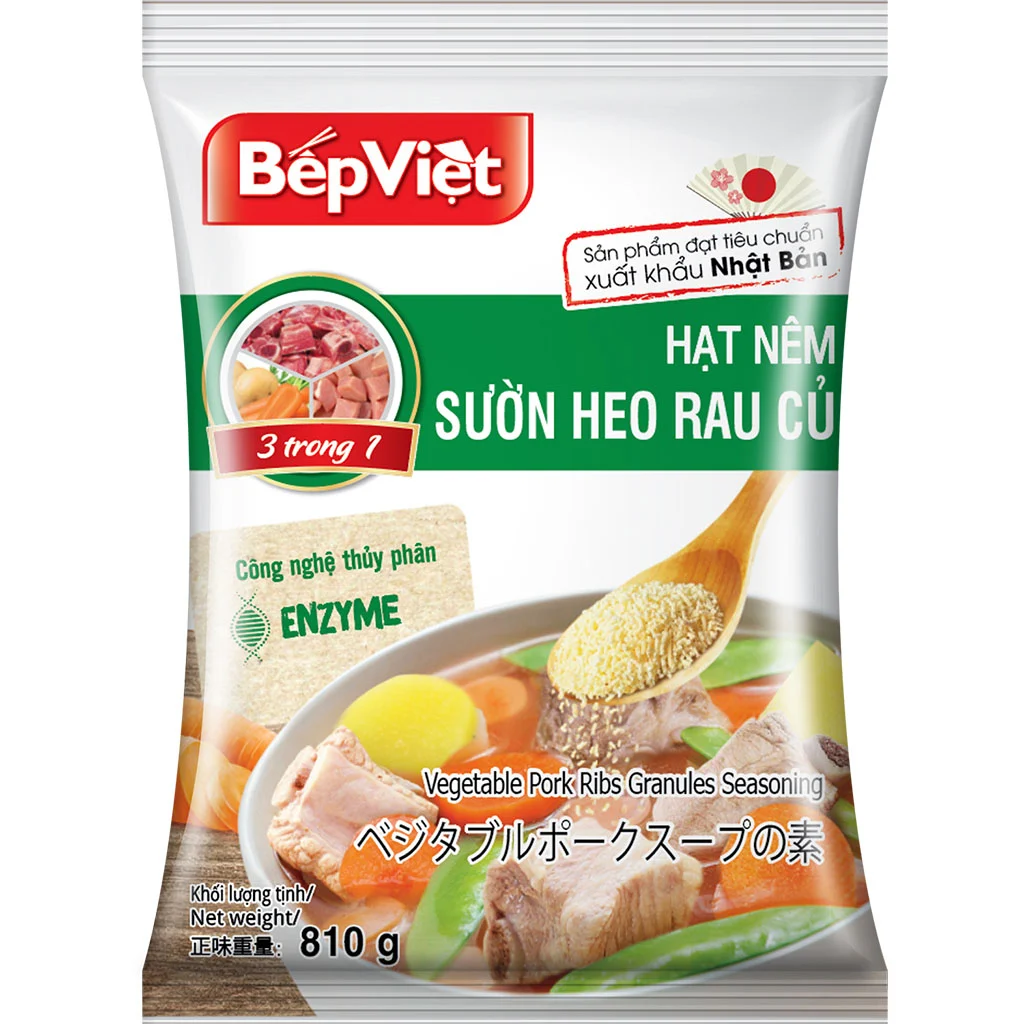 BếpViệt
Sản phẩm đạt tiêu chuẩn
xuất khẩu Nhật Bản
HẠT NÊM
SƯỜN HEO RAU CỦ
3 trong 1
Công nghệ thủy phân
ENZYME
Vegetable Pork Ribs Granules Seasoning
ベジタブルポークスープの素
Khối lượng tịnh/
Net weight/
正味重量: 810 g